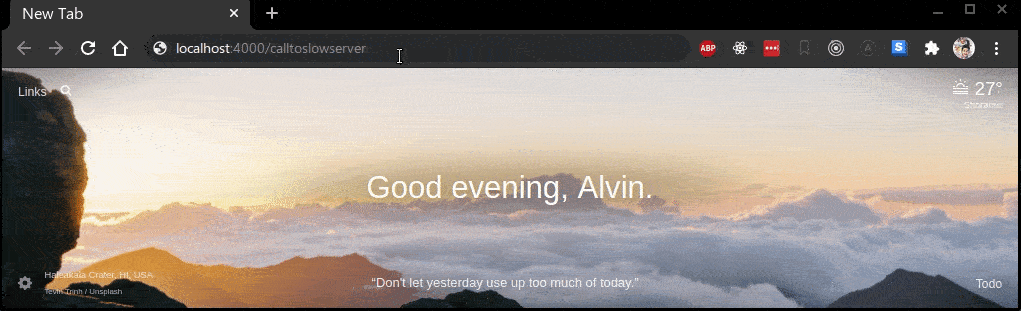 New Tab
localhost:4000/calltoslowserver
ABP
S
Links
27°
Good evening, Alvin.
Haleakala Crater, HI, USA
Tevin Trinh / Unsplash
"Don't let yesterday use up too much of today."
Todo